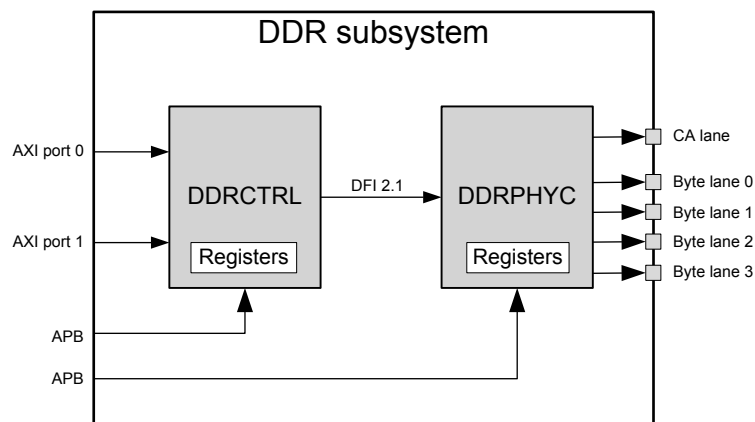 DDR subsystem
AXI port 0
AXI port 1
APB
APB
DDRCTRL
Registers
DFI 2.1
DDRPHYC
Registers
CA lane
Byte lane 0
Byte lane 1
Byte lane 2
Byte lane 3